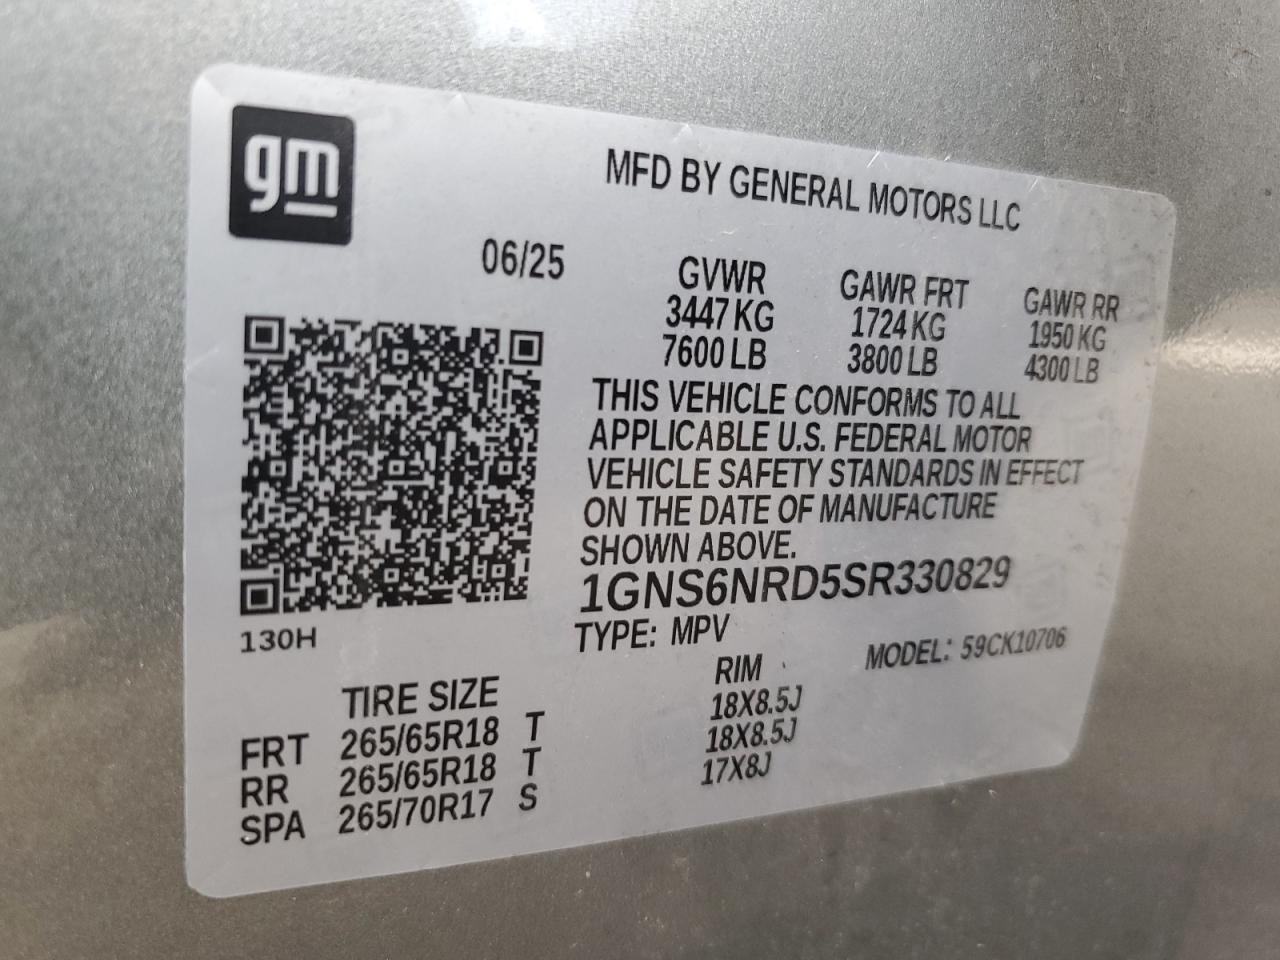 gm
MFD BY GENERAL MOTORS LLC
06/25
GVWR GAWR FRT GAWR RR
3447 KG 1724 KG 1950 KG
7600 LB 3800 LB 4300 LB
THIS VEHICLE CONFORMS TO ALL
APPLICABLE U.S. FEDERAL MOTOR
VEHICLE SAFETY STANDARDS IN EFFECT
ON THE DATE OF MANUFACTURE
SHOWN ABOVE.
1GNS6NRD5SR330829
130H
TYPE: MPV MODEL: 59CK10706
TIRE SIZE RIM
FRT 265/65R18 T 18X8.5J
RR 265/65R18 T 18X8.5J
SPA 265/70R17 S 17X8J